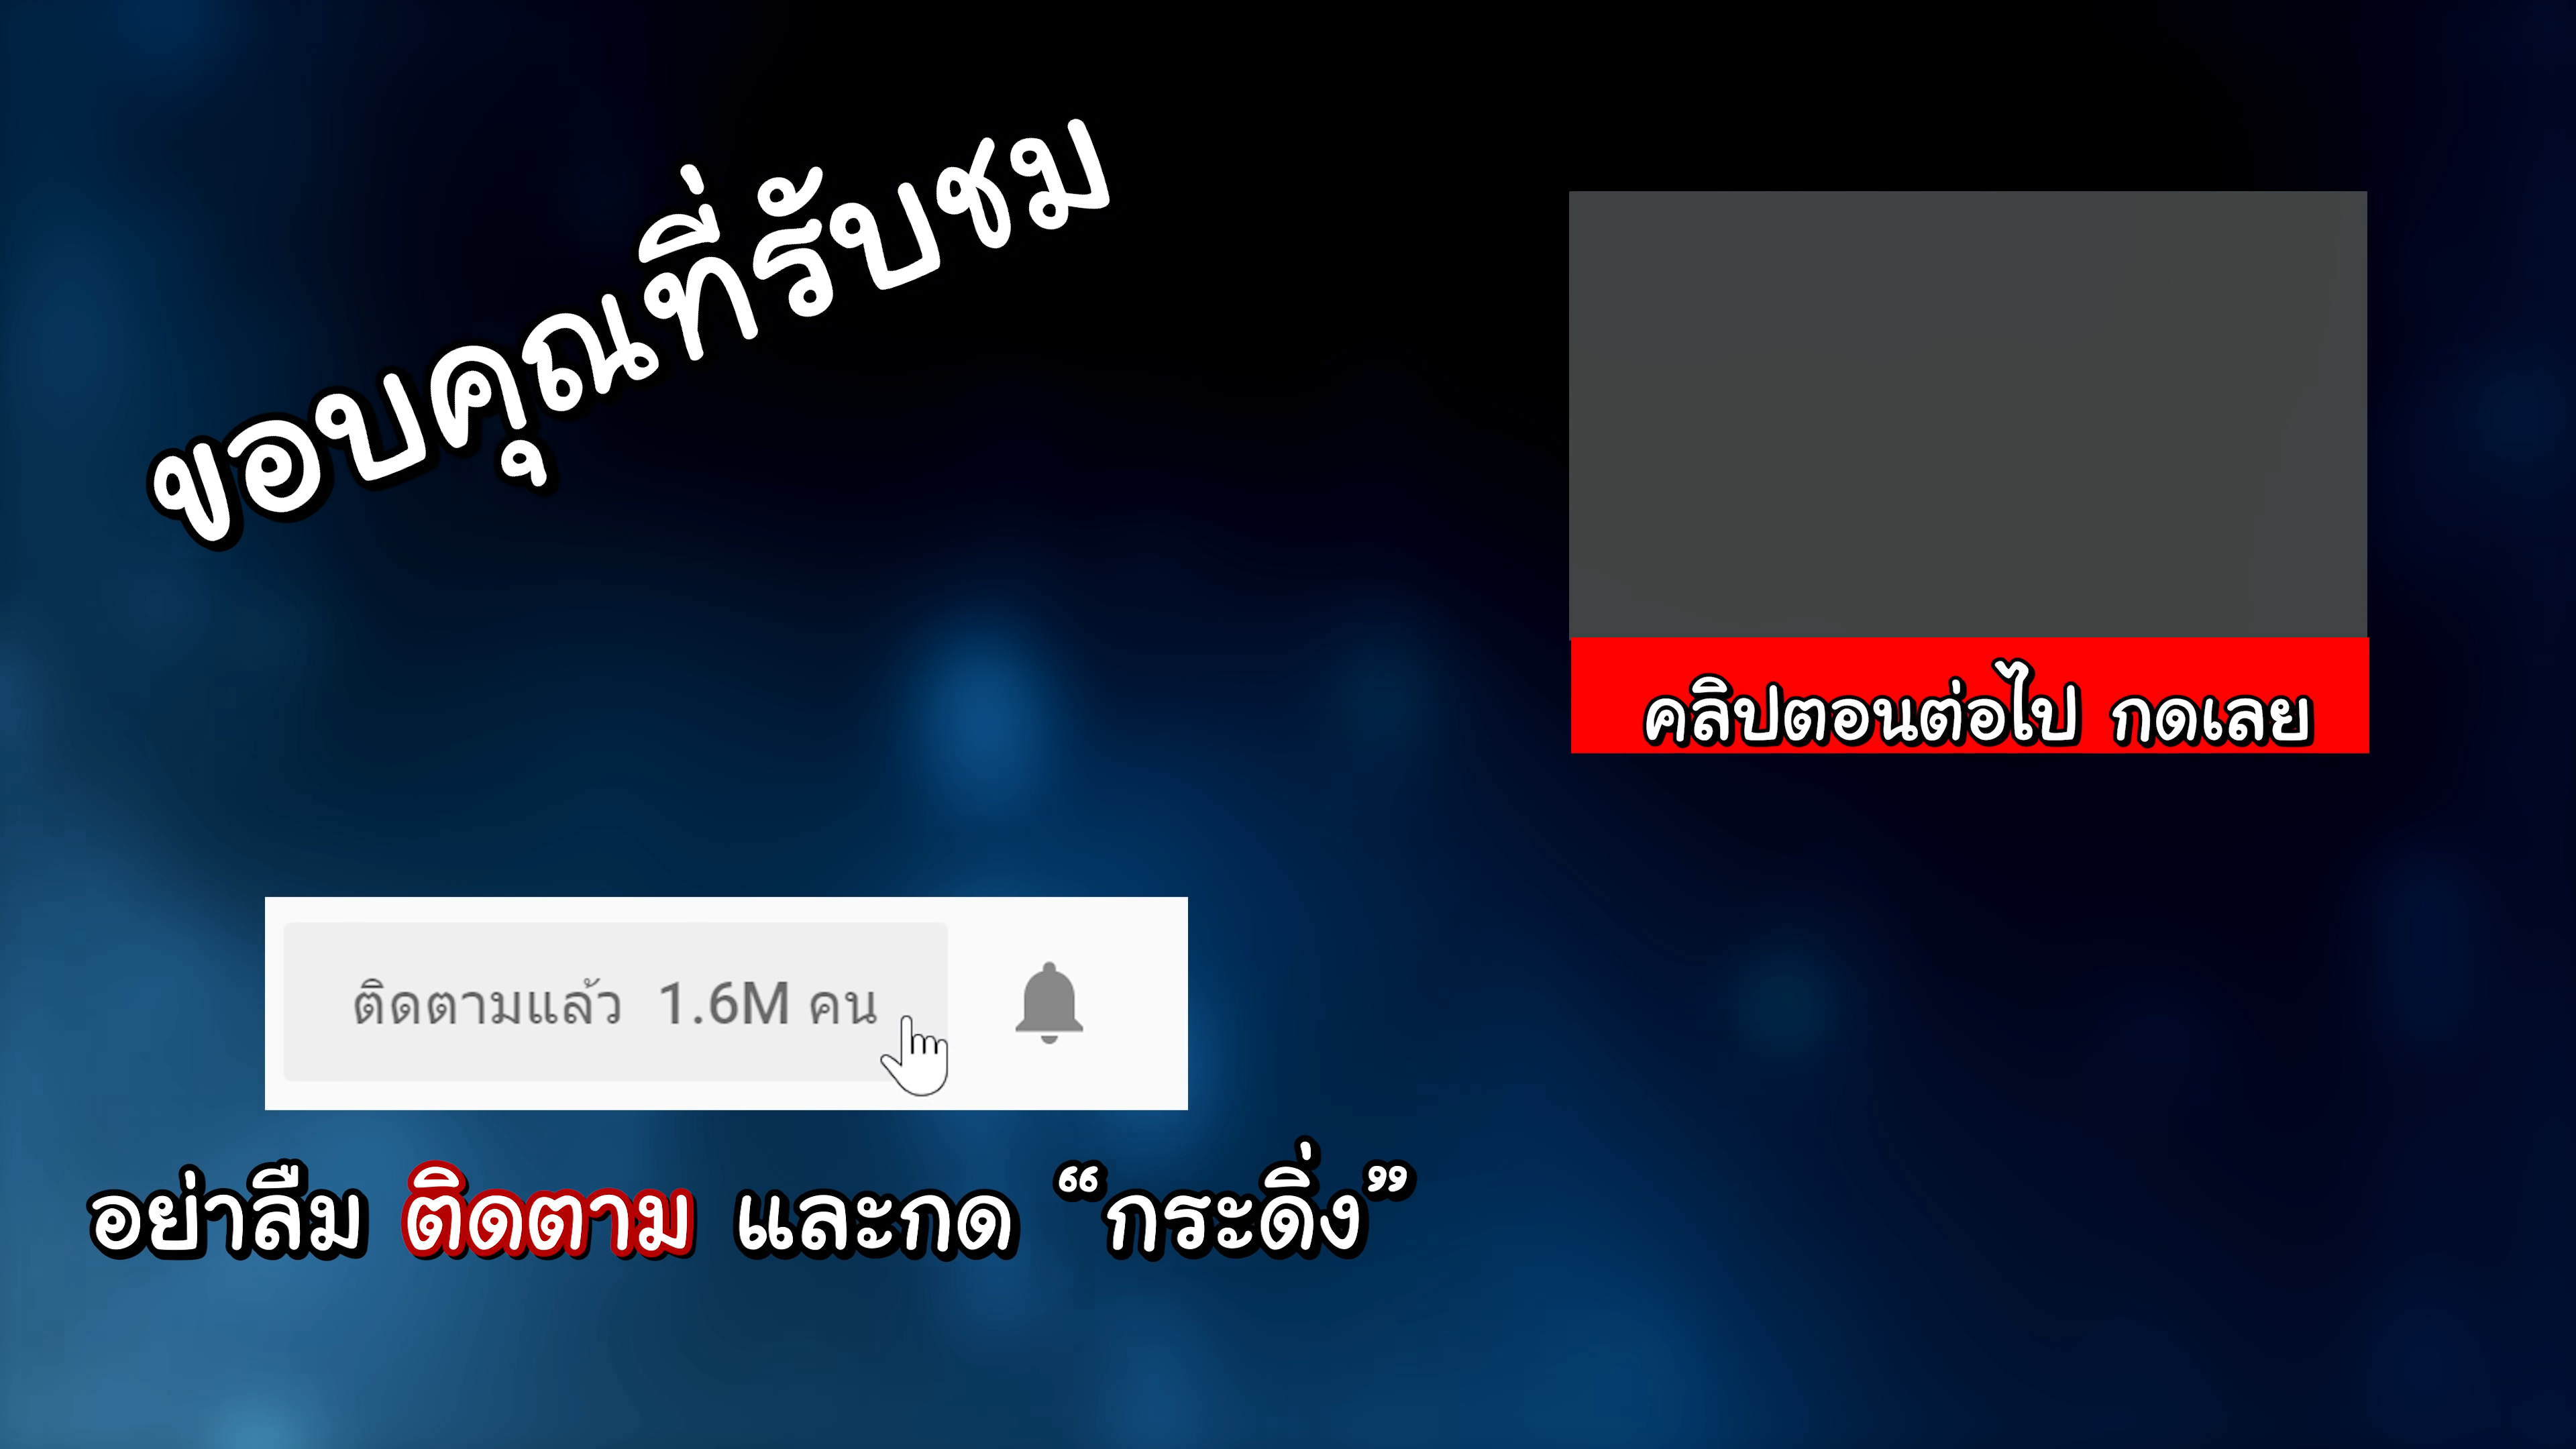 ขอบคุณที่รับชม
คลิปตอนต่อไป กดเลย
ติดตามแล้ว 1.6M คน
อย่าลืม ติดตาม และกด “กระดิ่ง”